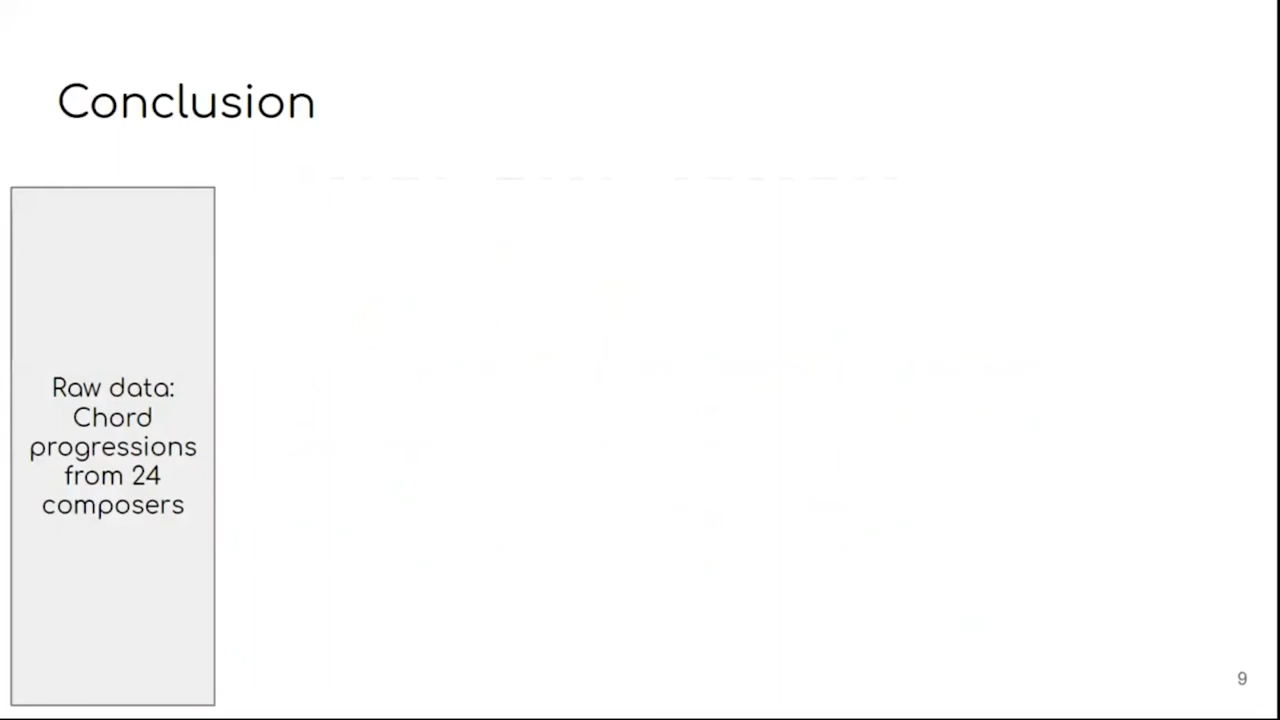 Conclusion
Raw data:
Chord
progressions
from 24
composers
9